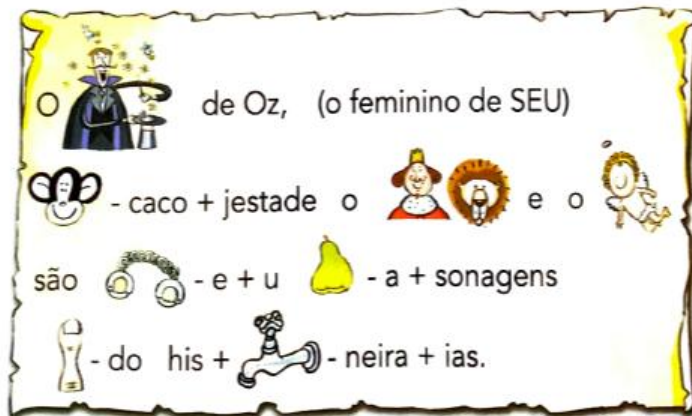 O de Oz, (o feminino de SEU)
- caco + jestade o e o
são - e + u - a + sonagens
- do his + - neira + ias.